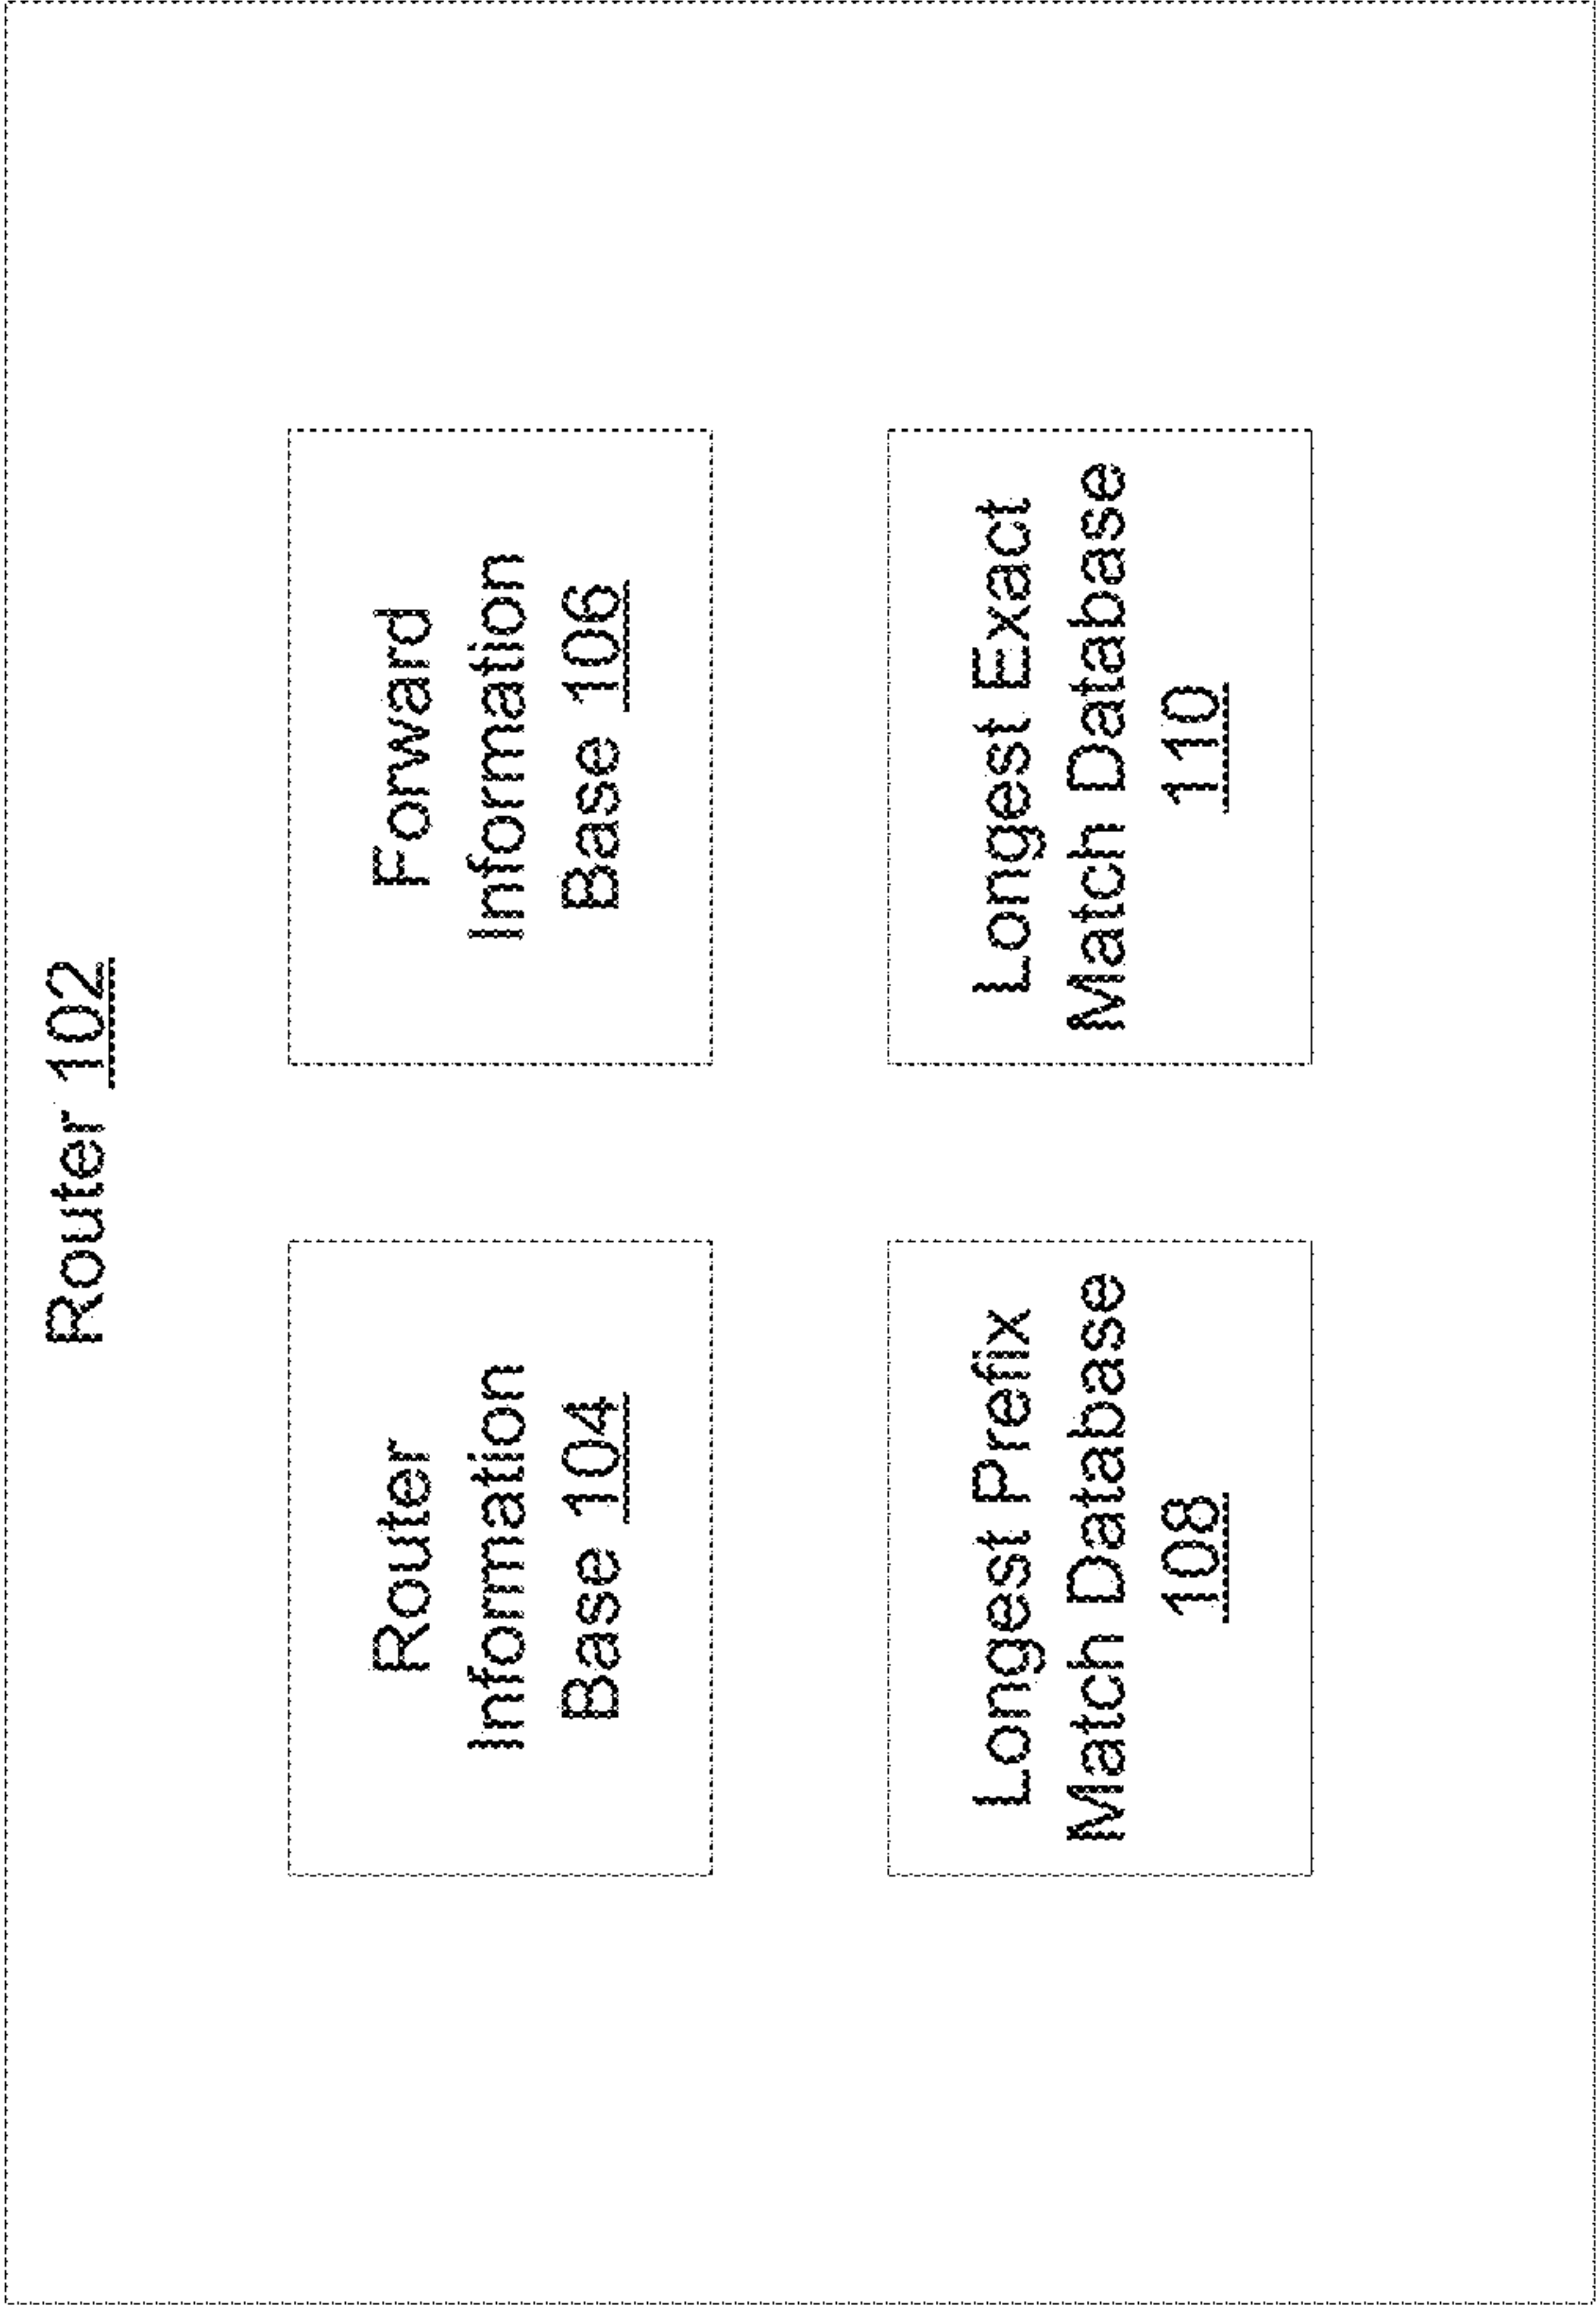 Router 102
Router
Information
Base 104
Forward
Information
Base 106
Longest Prefix
Match Database
108
Longest Exact
Match Database
110